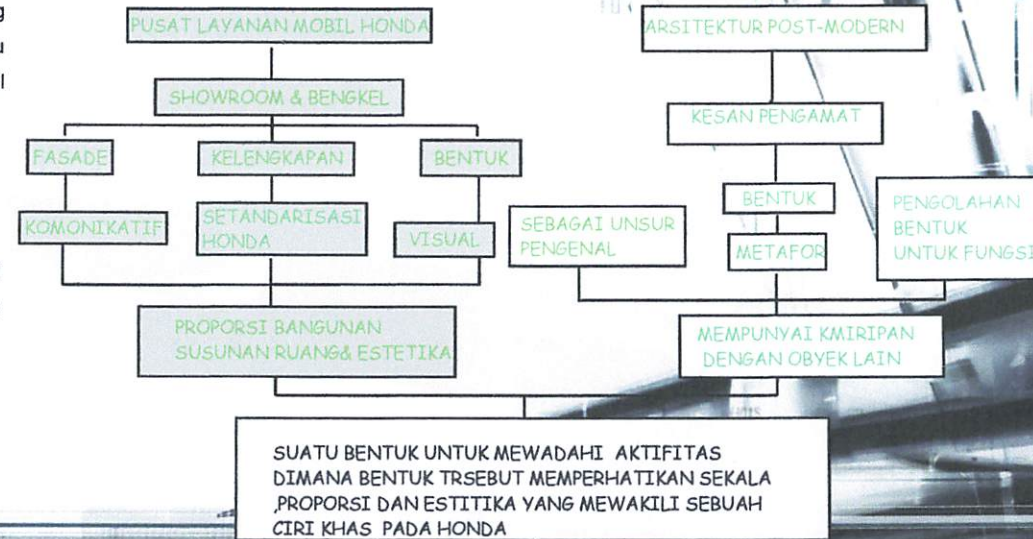 PUSAT LAYANAN MOBIL HONDA
SHOWROOM & BENGKEL
FASADE
KELENGKAPAN
BENTUK
KOMONIKATIF
SETANDARISASI
HONDA
VISUAL
PROPORSI BANGUNAN
SUSUNAN RUANG& ESTETIKA
ARSITEKTUR POST-MODERN
KESAN PENGAMAT
BENTUK
METAFOR
SEBAGAI UNSUR
PENGENAL
PENGOLAHAN
BENTUK
UNTUK FUNGSI
MEMPUNYAI KMIRIPAN
DENGAN OBYEK LAIN
SUATU BENTUK UNTUK MEWADAHI AKTIFITAS
DIMANA BENTUK TRSEBUT MEMPERHATIKAN SEKALA
,PROPORSI DAN ESTITIKA YANG MEWAKILI SEBUAH
CIRI KHAS PADA HONDA